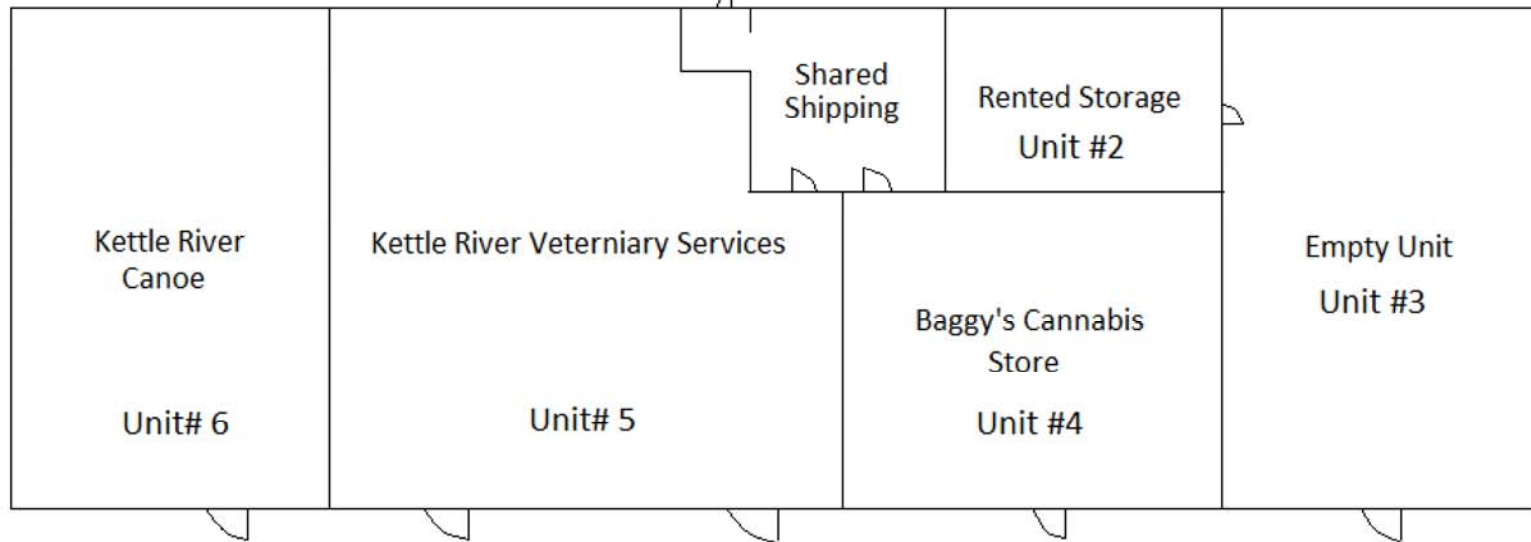 Shared
Shipping
Rented Storage
Unit #2
Kettle River
Canoe
Kettle River Veterniary Services
Empty Unit
Unit #3
Baggy's Cannabis
Store
Unit# 6
Unit# 5
Unit #4